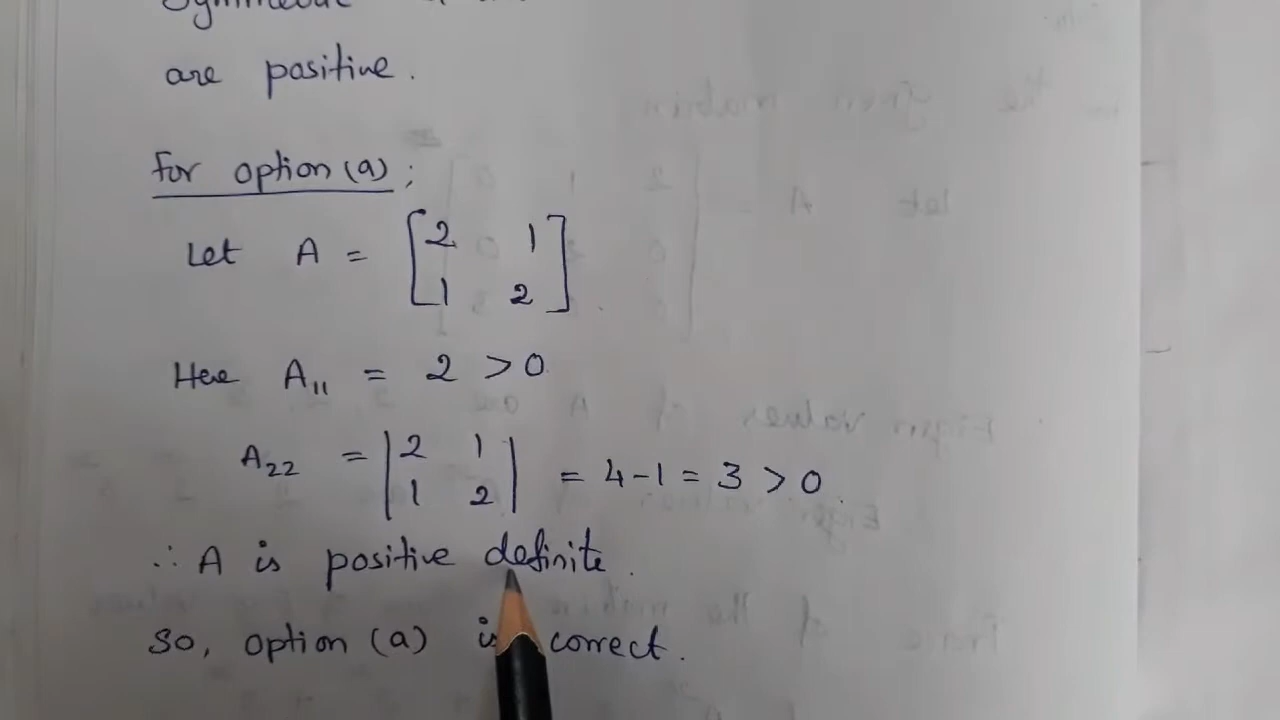 Symmetric
are positive.
For option (a);
Let A = [2 1
1 2]
Here A11 = 2 > 0
A22 = |2 1
1 2| = 4-1 = 3 > 0
∴ A is positive definite.
So, option (a) is correct.